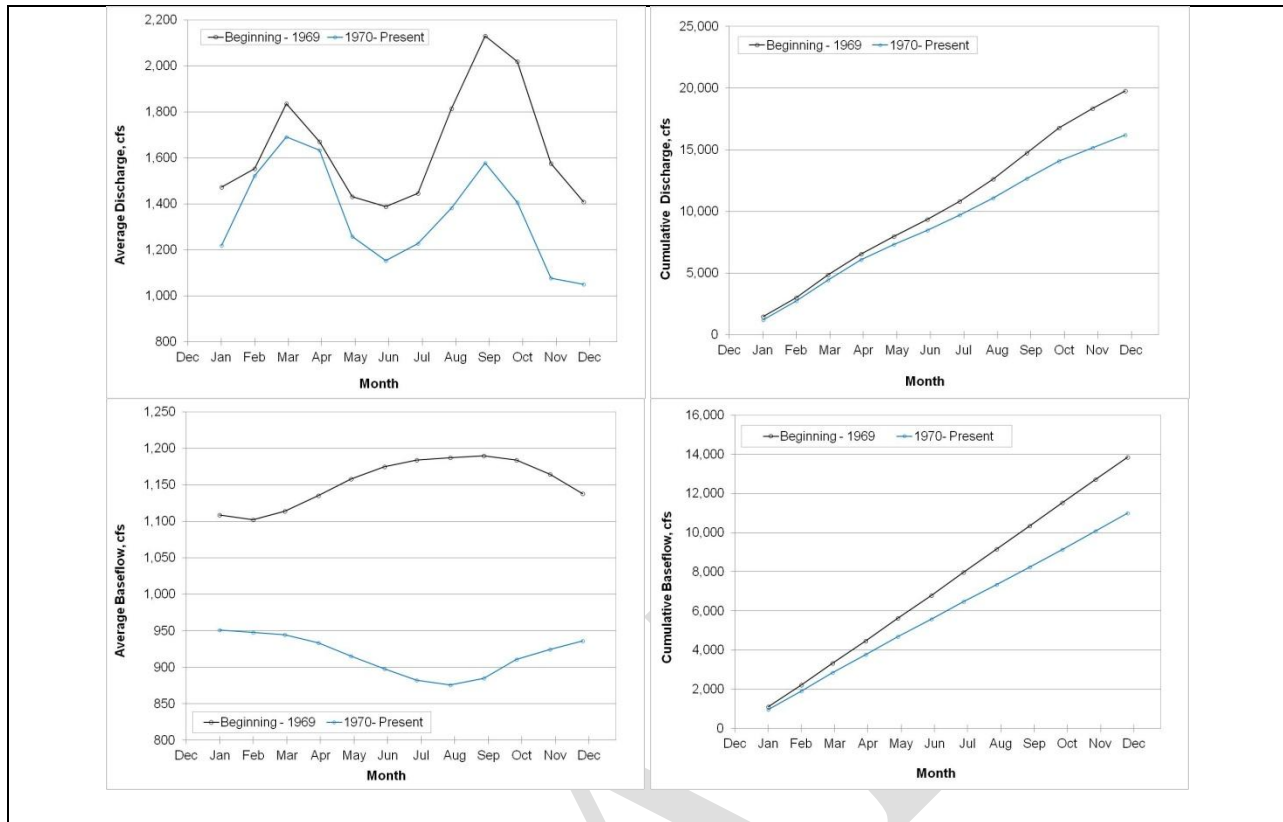 2,200
2,000
1,800
1,600
1,400
1,200
1,000
800
Average Discharge, cfs
Beginning - 1969 1970- Present
Dec Jan Feb Mar Apr May Jun Jul Aug Sep Oct Nov Dec
Month
25,000
20,000
15,000
10,000
5,000
0
Cumulative Discharge, cfs
Beginning - 1969 1970- Present
Dec Jan Feb Mar Apr May Jun Jul Aug Sep Oct Nov Dec
Month
1,250
1,200
1,150
1,100
1,050
1,000
950
900
850
800
Average Baseflow, cfs
Beginning - 1969 1970- Present
Dec Jan Feb Mar Apr May Jun Jul Aug Sep Oct Nov Dec
Month
16,000
14,000
12,000
10,000
8,000
6,000
4,000
2,000
0
Cumulative Baseflow, cfs
Beginning - 1969 1970- Present
Dec Jan Feb Mar Apr May Jun Jul Aug Sep Oct Nov Dec
Month